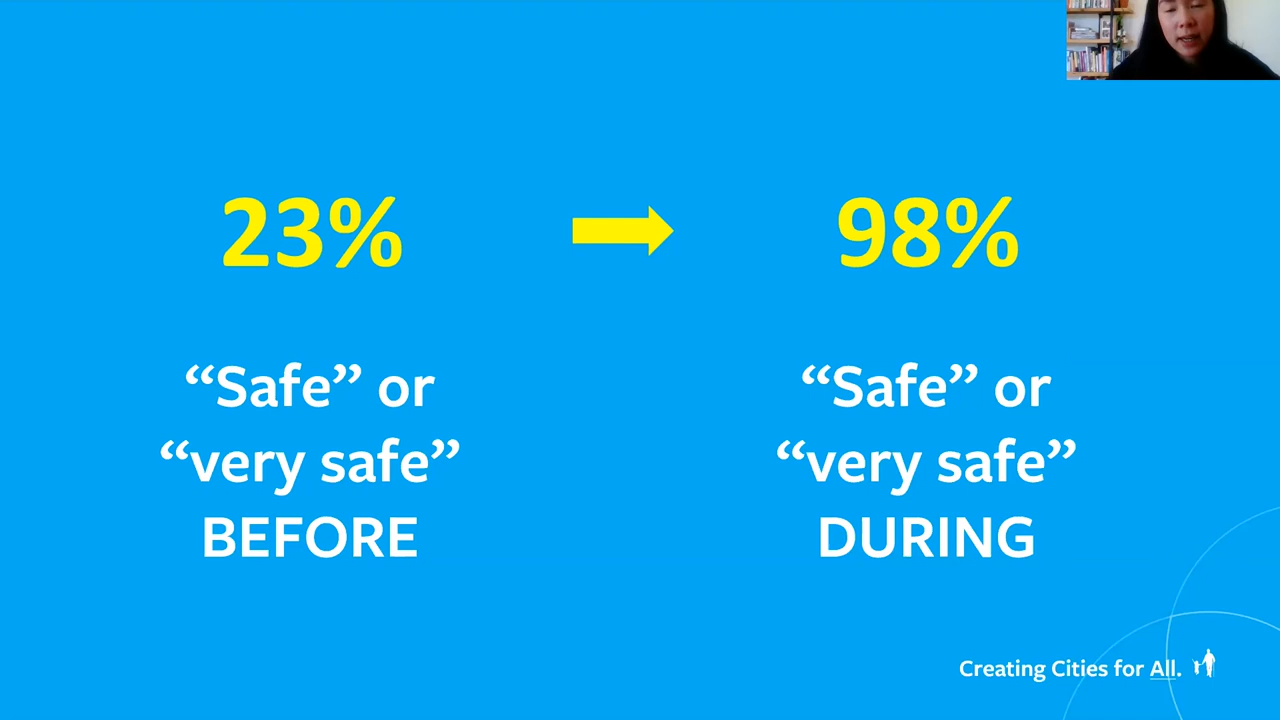 23%
98%
“Safe” or
“very safe”
BEFORE
“Safe” or
“very safe”
DURING
Creating Cities for All.